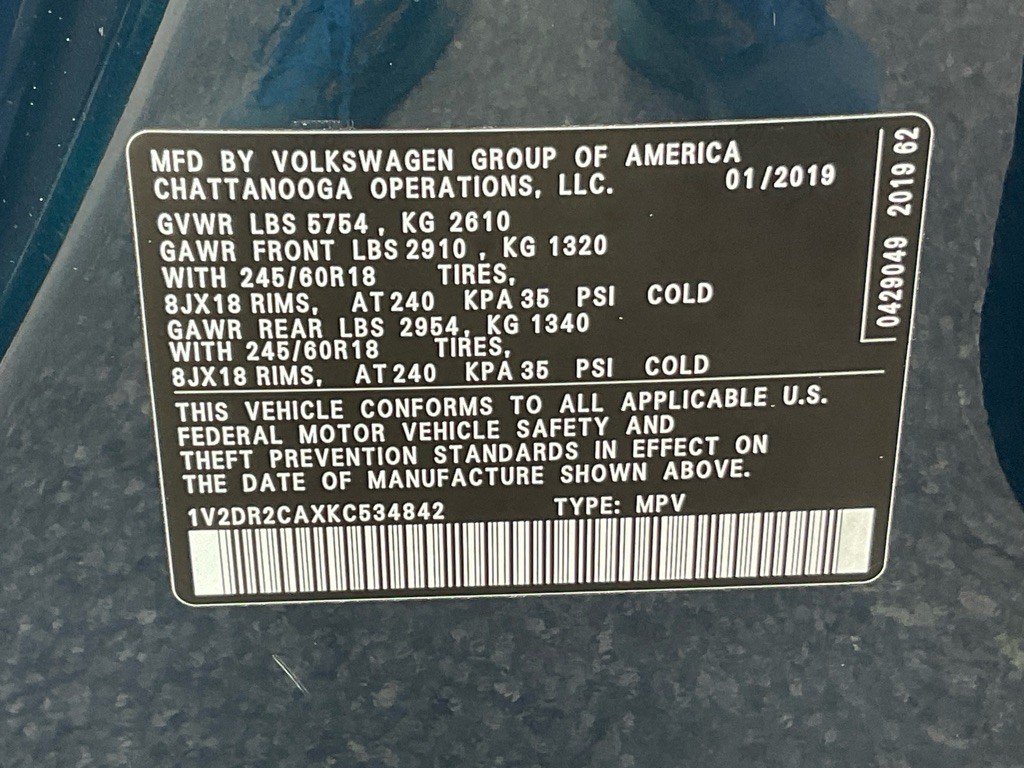 MFD BY VOLKSWAGEN GROUP OF AMERICA
CHATTANOOGA OPERATIONS, LLC. 01/2019
GVWR LBS 5754 , KG 2610
GAWR FRONT LBS 2910 , KG 1320
WITH 245/60R18 TIRES,
8JX18 RIMS, AT 240 KPA 35 PSI COLD
GAWR REAR LBS 2954, KG 1340
WITH 245/60R18 TIRES,
8JX18 RIMS, AT 240 KPA 35 PSI COLD
THIS VEHICLE CONFORMS TO ALL APPLICABLE U.S.
FEDERAL MOTOR VEHICLE SAFETY AND
THEFT PREVENTION STANDARDS IN EFFECT ON
THE DATE OF MANUFACTURE SHOWN ABOVE.
1V2DR2CAXKC534842 TYPE: MPV
0429049 2019 62